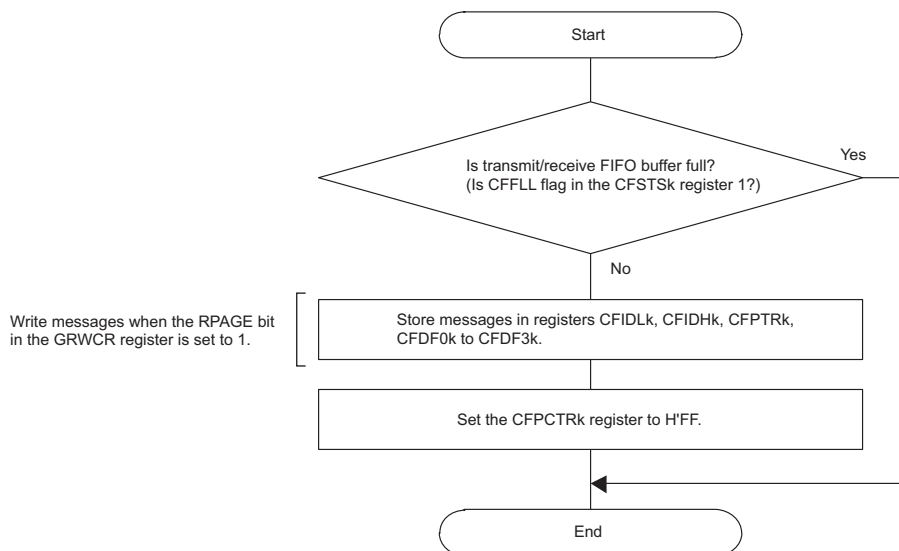 Start
Is transmit/receive FIFO buffer full?
(Is CFFLL flag in the CFSTSk register 1?)
Yes
No
Write messages when the RPAGE bit
in the GRWCR register is set to 1.
Store messages in registers CFIDLk, CFIDHk, CFPTRk,
CFDF0k to CFDF3k.
Set the CFPCTRk register to H'FF.
End